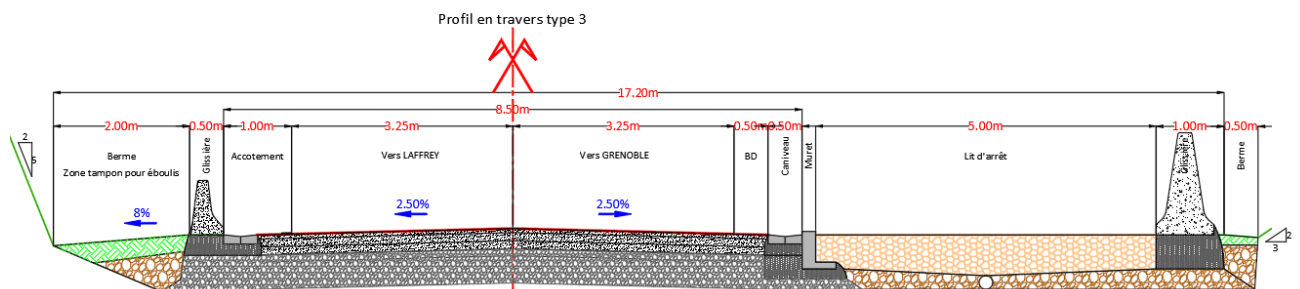 Profil en travers type 3
17.20m
8.50m
2.00m
0.50m
1.00m
3.25m
3.25m
0.50m
0.50m
5.00m
1.00m
0.50m
2
5
Berme
Zone tampon pour éboulis
Glissière
Accotement
Vers LAFFREY
Vers GRENOBLE
BD
Caniveau
Muret
Lit d'arrêt
Glissière
Berme
8%
2.50%
2.50%
2
3